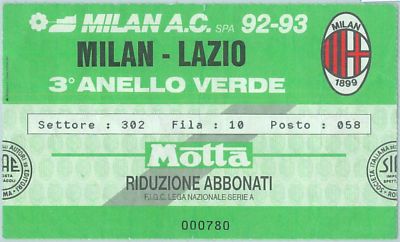 MILAN A.C. SPA 92-93
MILAN - LAZIO
3° ANELLO VERDE
MILAN
1899
Settore : 302 Fila : 10 Posto : 058
Motta
RIDUZIONE ABBONATI
F.I.G.C. LEGA NAZIONALE SERIE A
000780